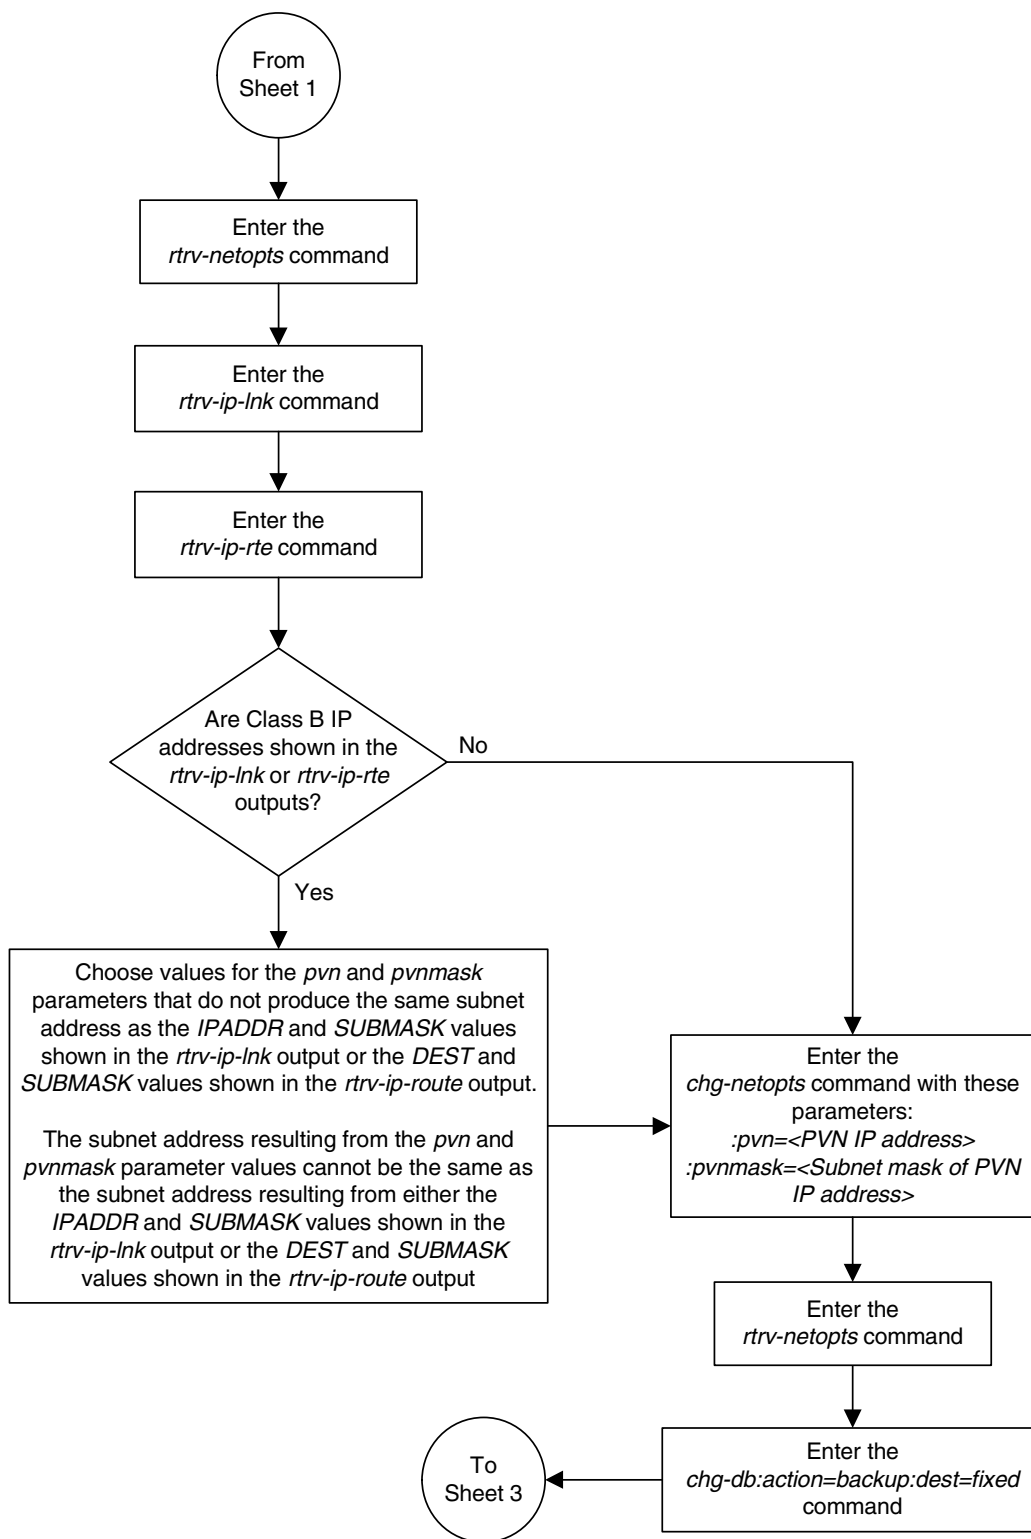 From
Sheet 1
Enter the
rtrv-netopts command
Enter the
rtrv-ip-lnk command
Enter the
rtrv-ip-rte command
Are Class B IP
addresses shown in the
rtrv-ip-lnk or rtrv-ip-rte
outputs?
No
Yes
Choose values for the pvn and pvnmask
parameters that do not produce the same subnet
address as the IPADDR and SUBMASK values
shown in the rtrv-ip-lnk output or the DEST and
SUBMASK values shown in the rtrv-ip-route output.
The subnet address resulting from the pvn and
pvnmask parameter values cannot be the same as
the subnet address resulting from either the
IPADDR and SUBMASK values shown in the
rtrv-ip-lnk output or the DEST and SUBMASK
values shown in the rtrv-ip-route output
Enter the
chg-netopts command with these
parameters:
:pvn=<PVN IP address>
:pvnmask=<Subnet mask of PVN
IP address>
Enter the
rtrv-netopts command
Enter the
chg-db:action=backup:dest=fixed
command
To
Sheet 3